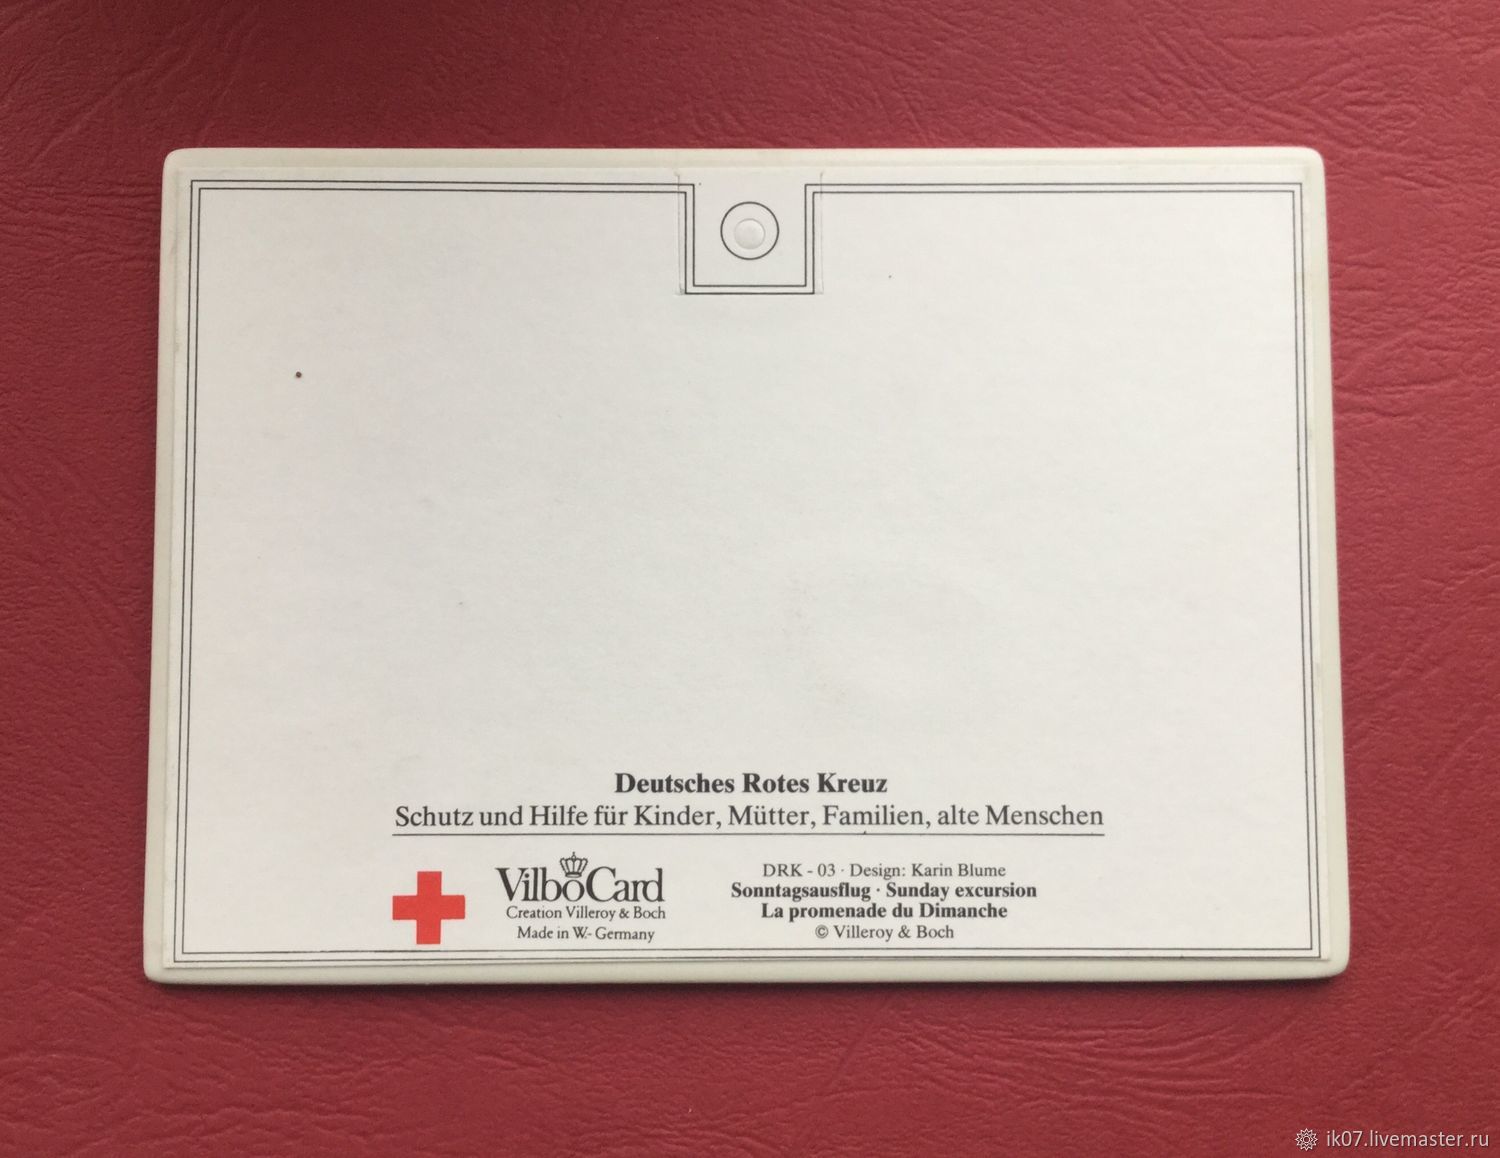 Deutsches Rotes Kreuz
Schutz und Hilfe für Kinder, Mütter, Familien, alte Menschen
VilboCard
Creation Villeroy & Boch
Made in W.- Germany
DRK - 03 · Design: Karin Blume
Sonntagsausflug · Sunday excursion
La promenade du Dimanche
© Villeroy & Boch
ik07.livemaster.ru